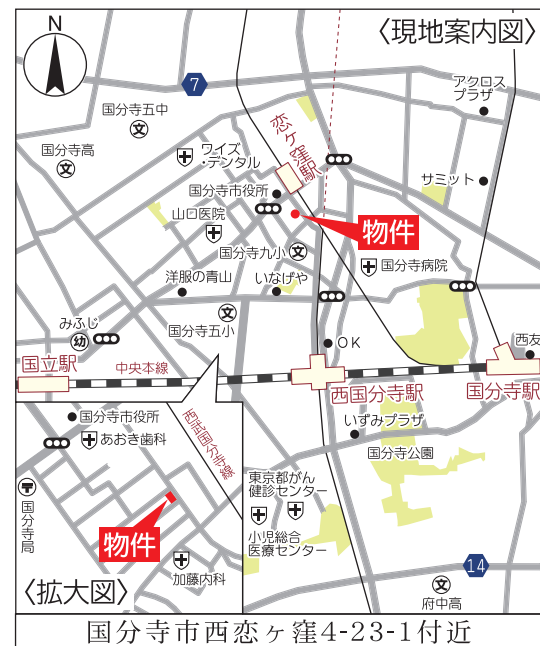 N
〈現地案内図〉
7
アクロス
プラザ
国分寺五中
国分寺高
ワイズ
・デンタル
恋ヶ窪駅
国分寺市役所
サミット
山口医院
物件
国分寺九小
国分寺病院
洋服の青山
いなげや
みふじ
幼
国分寺五小
OK
西友
国立駅
中央本線
西国分寺駅
国分寺駅
いずみプラザ
国分寺公園
東京都がん
健診センター
小児総合
医療センター
14
府中高
国分寺市役所
あおき歯科
西武国分寺線
国分寺局
物件
加藤内科
〈拡大図〉
国分寺市西恋ヶ窪4-23-1付近
文
文
文
文
文